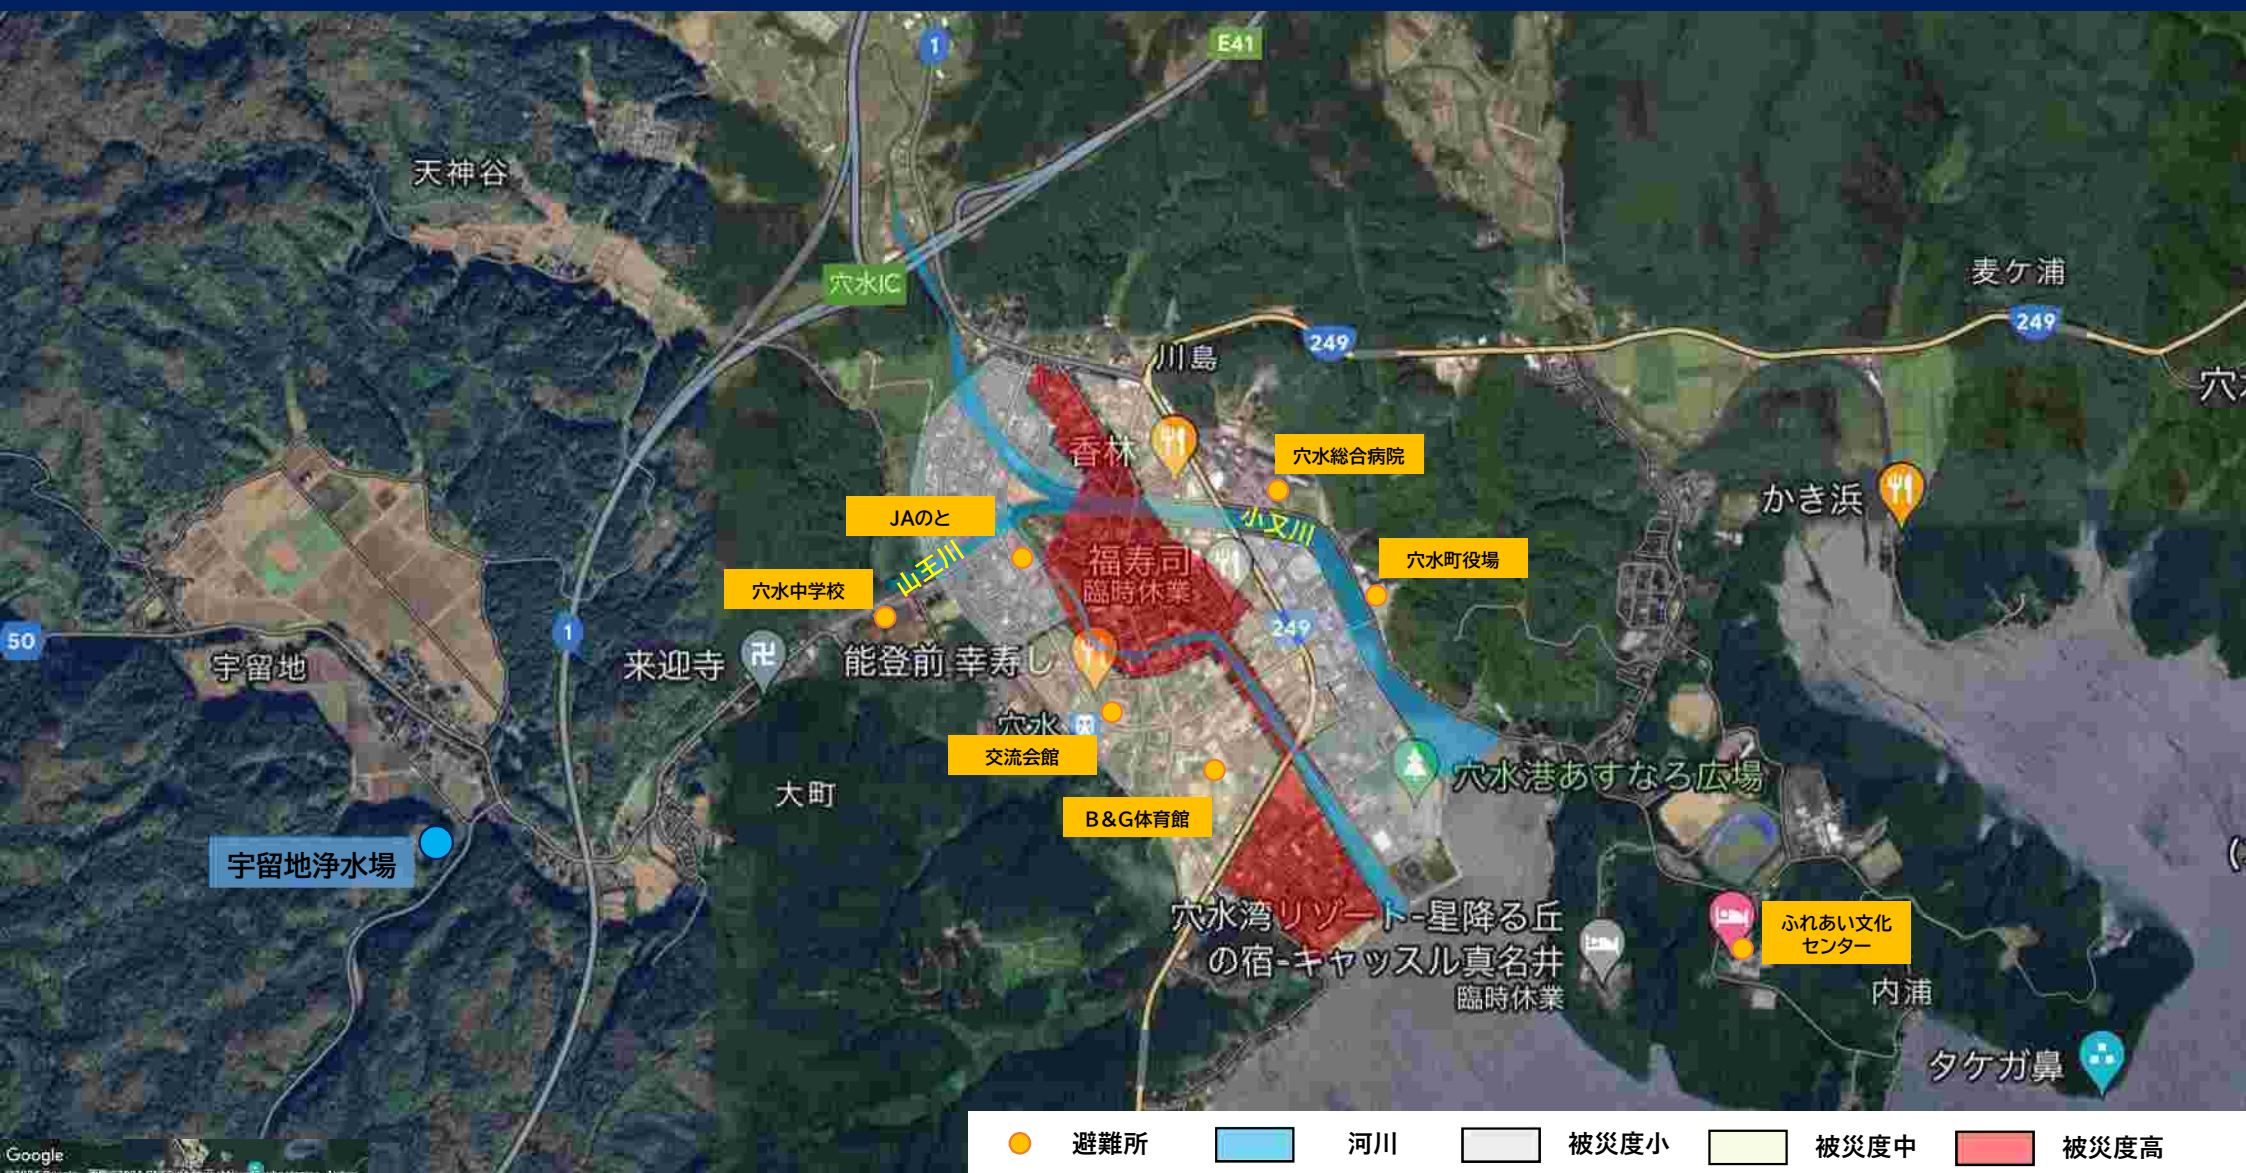 1
E41
天神谷
穴水IC
麦ケ浦
249
249
川島
穴水
香林
穴水総合病院
かき浜
JAのと
小又川
山王川
福寿司
臨時休業
穴水町役場
穴水中学校
50
1
249
宇留地
来迎寺
能登前 幸寿し
穴水
交流会館
大町
穴水港あすなろ広場
B&G体育館
宇留地浄水場
穴水湾リゾート-星降る丘
の宿-キャッスル真名井
臨時休業
ふれあい文化
センター
内浦
タケガ鼻
避難所
河川
被災度小
被災度中
被災度高
Google